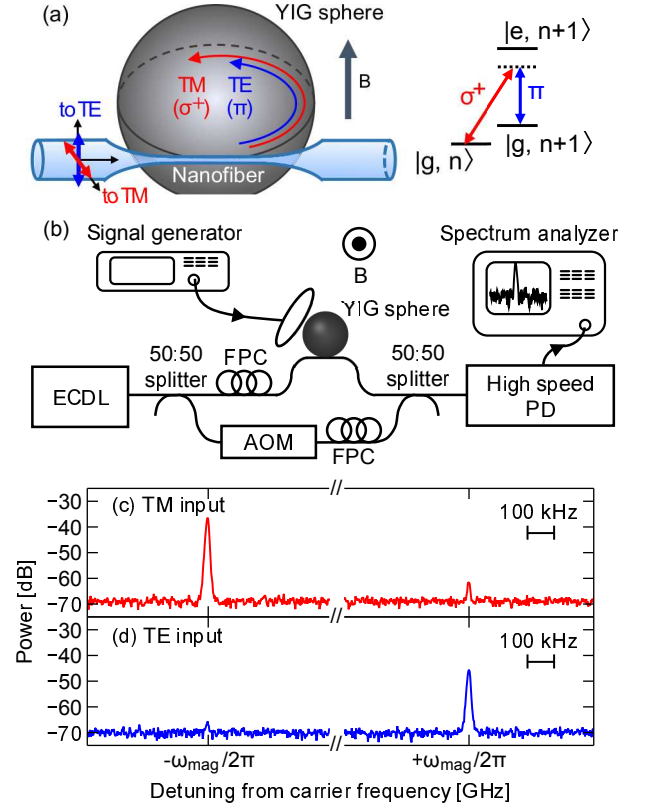 (a)
YIG sphere
TM
(σ⁺)
TE
(π)
B
to TE
to TM
Nanofiber
|e, n+1⟩
σ⁺
π
|g, n⟩
|g, n+1⟩
(b)
Signal generator
B
Spectrum analyzer
YIG sphere
50:50
splitter
FPC
50:50
splitter
ECDL
AOM
FPC
High speed
PD
(c) TM input
100 kHz
−30
−40
−50
−60
−70
(d) TE input
100 kHz
−30
−40
−50
−60
−70
Power [dB]
-ωmag/2π
+ωmag/2π
Detuning from carrier frequency [GHz]